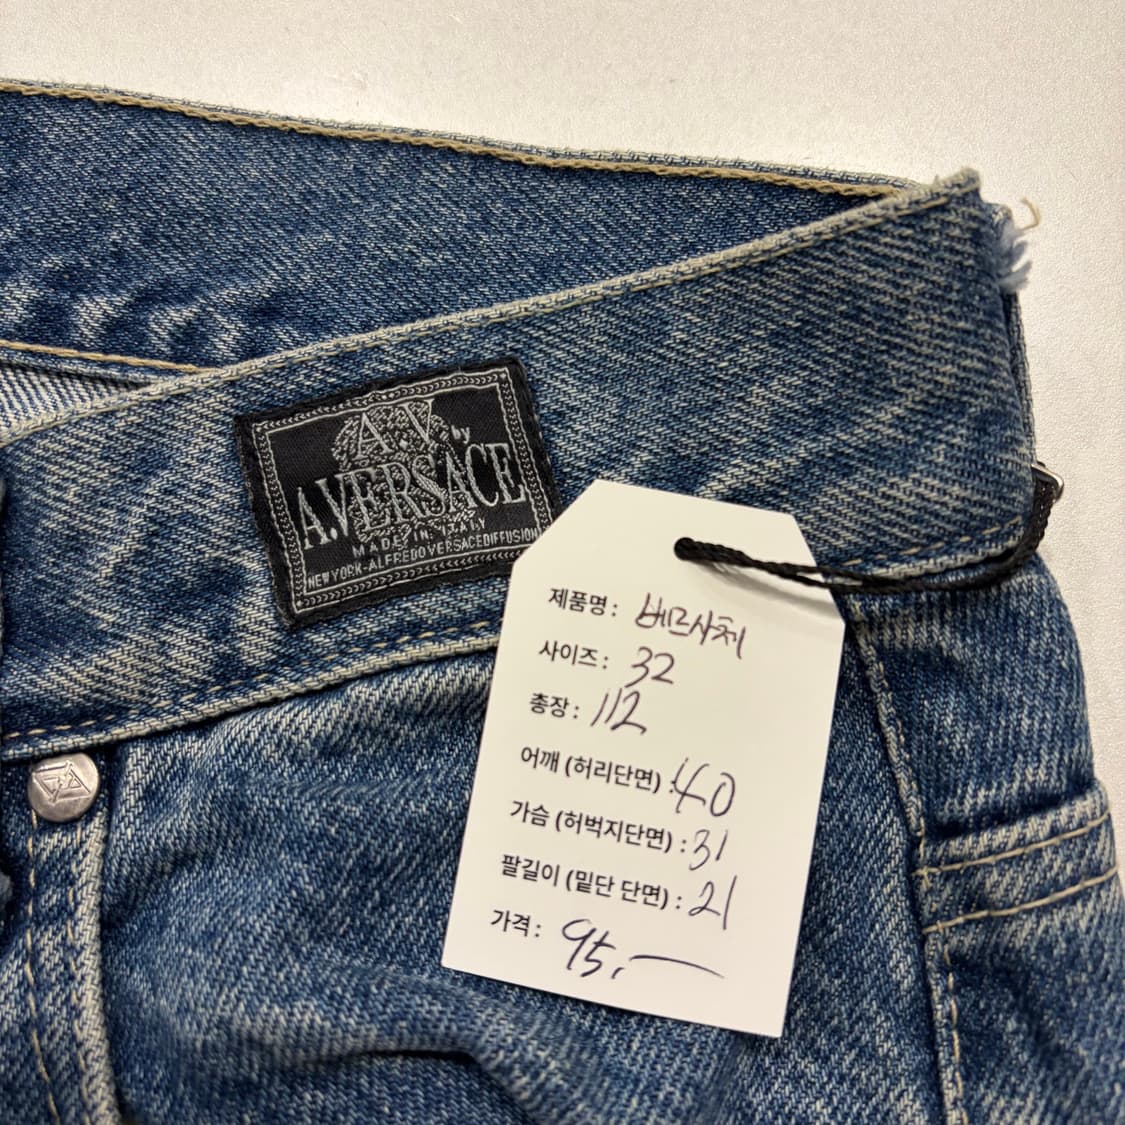 A.V. by
A.VERSACE
MADE IN ITALY
NEW YORK-ALFREDO VERSACE DIFFUSION
제품명 : 베르사체
사이즈 : 32
총장 : 112
어깨 (허리단면) : 40
가슴 (허벅지단면) : 31
팔길이 (밑단 단면) : 21
가격 : 95,—